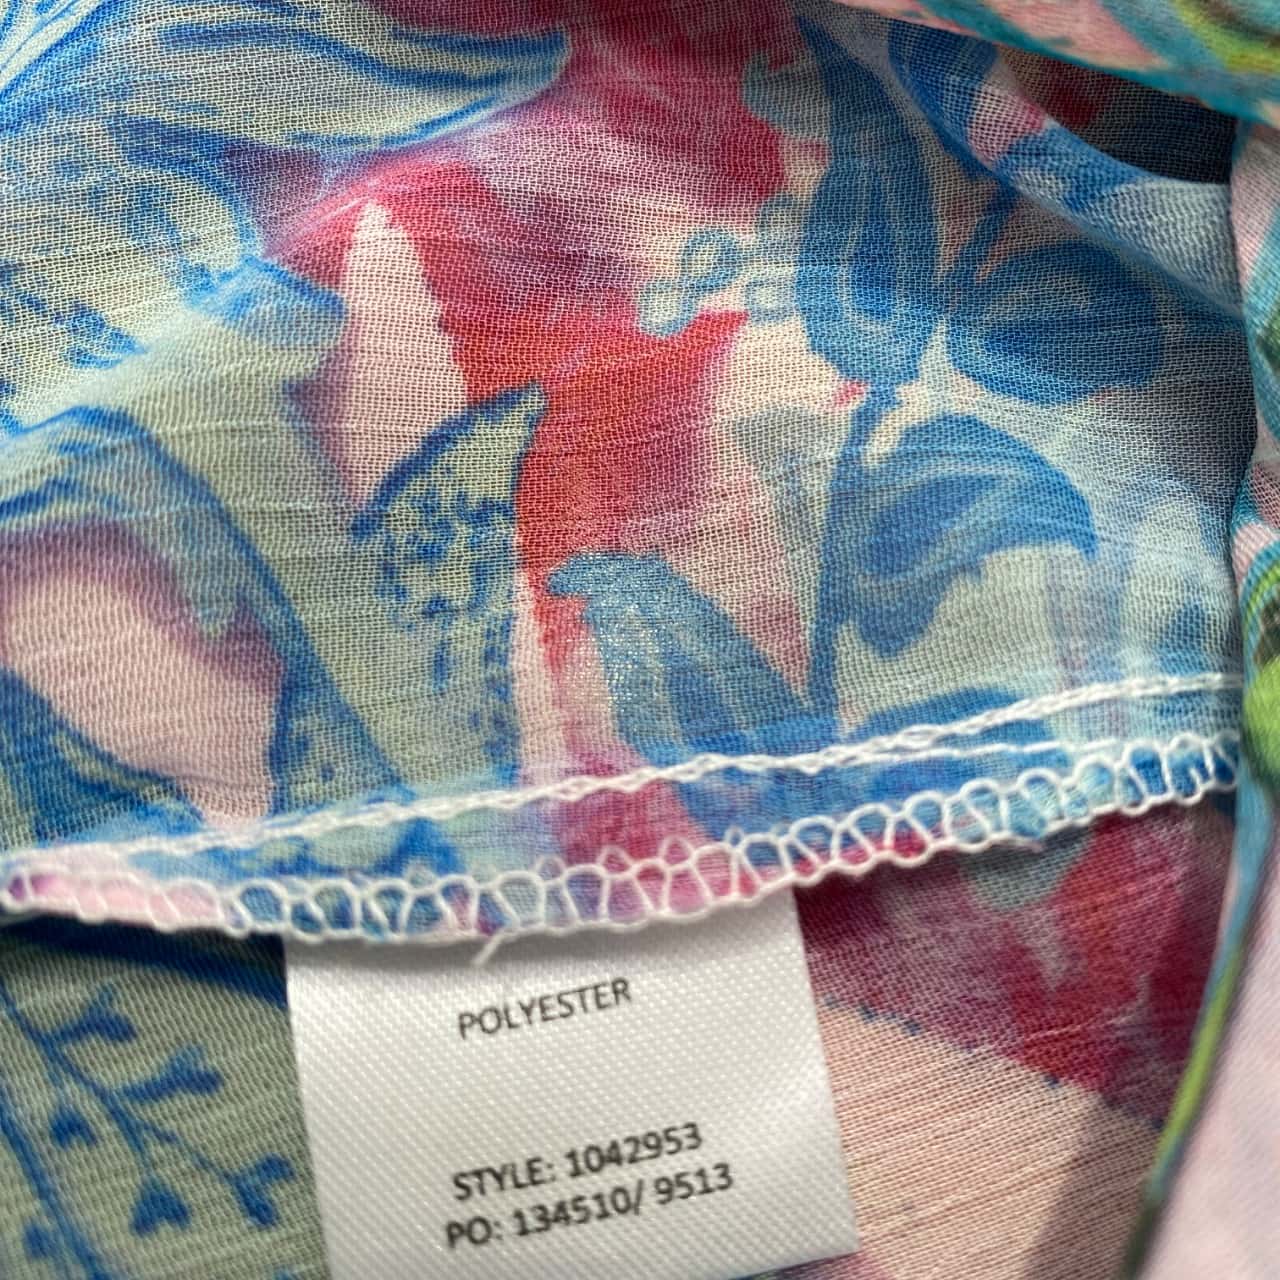 POLYESTER
STYLE: 1042953
PO: 134510/ 9513